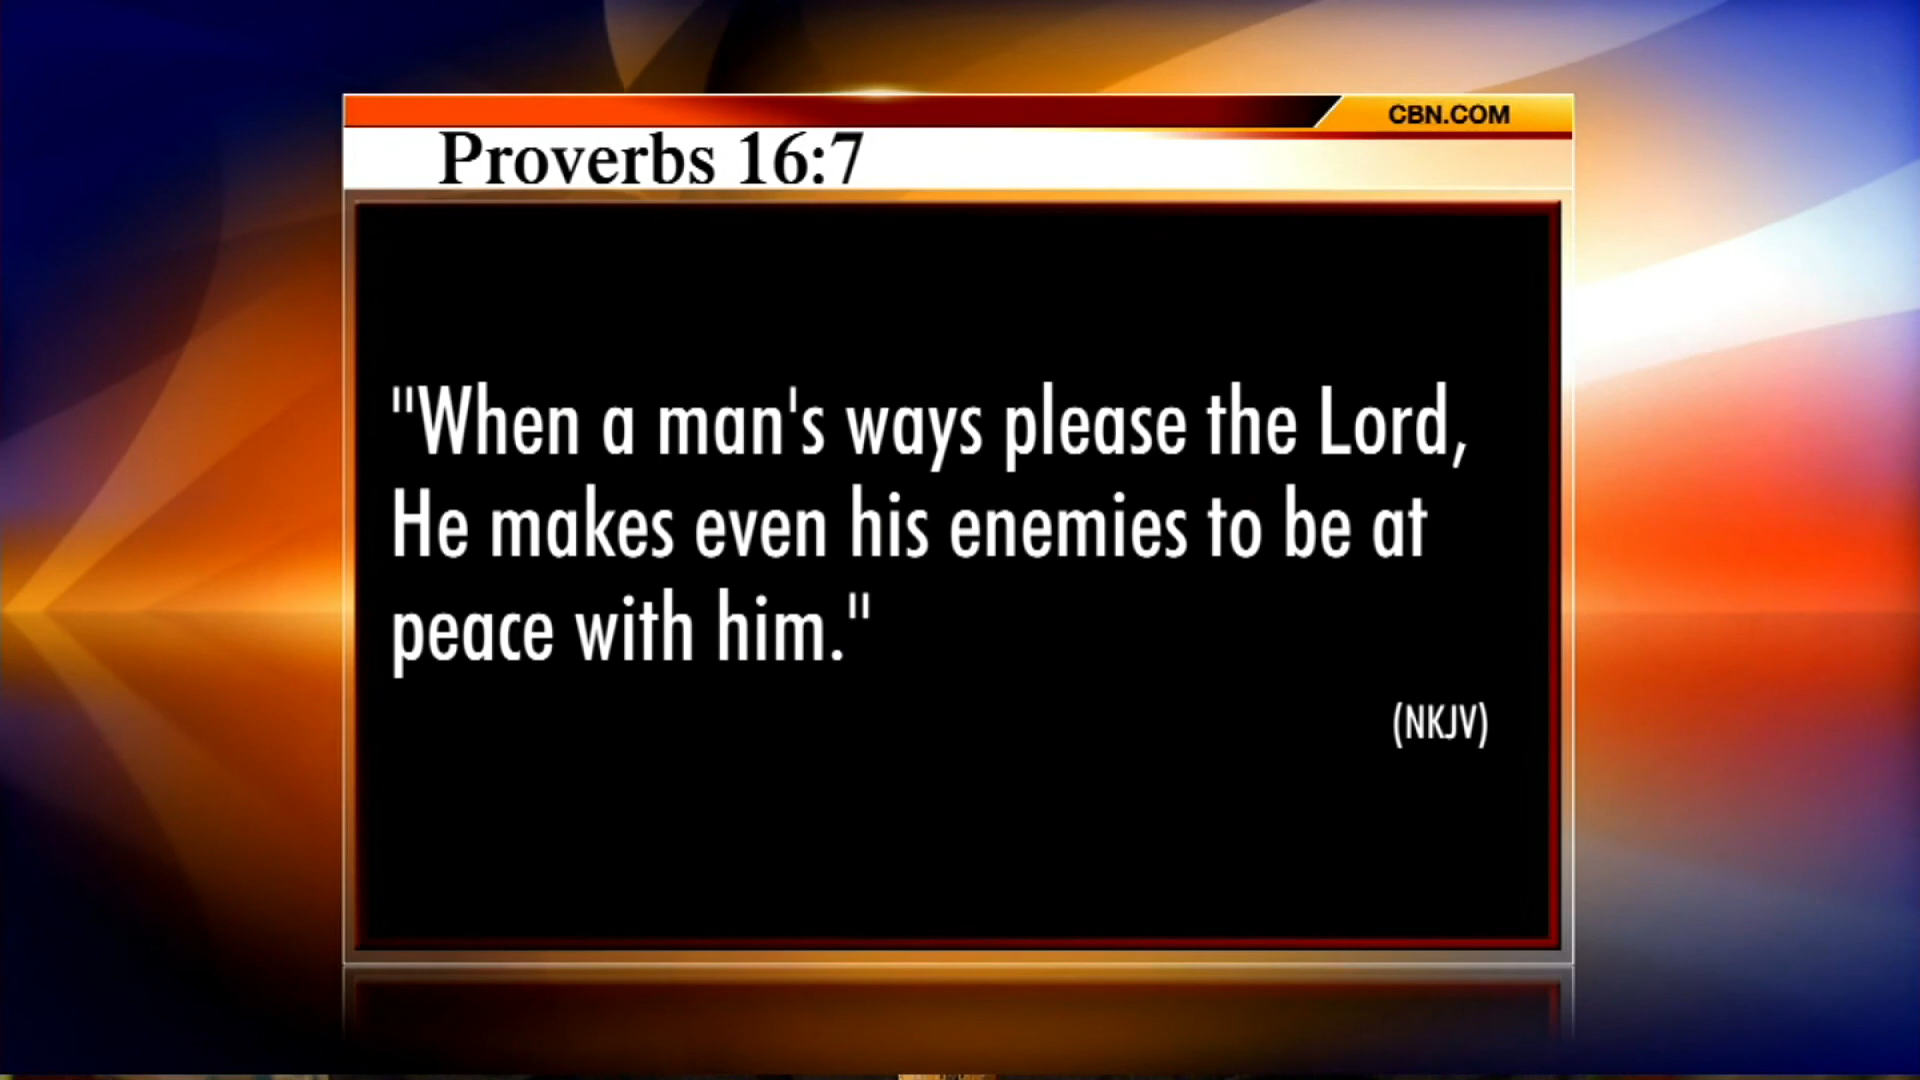 CBN.COM
Proverbs 16:7
"When a man's ways please the Lord,
He makes even his enemies to be at
peace with him."
(NKJV)